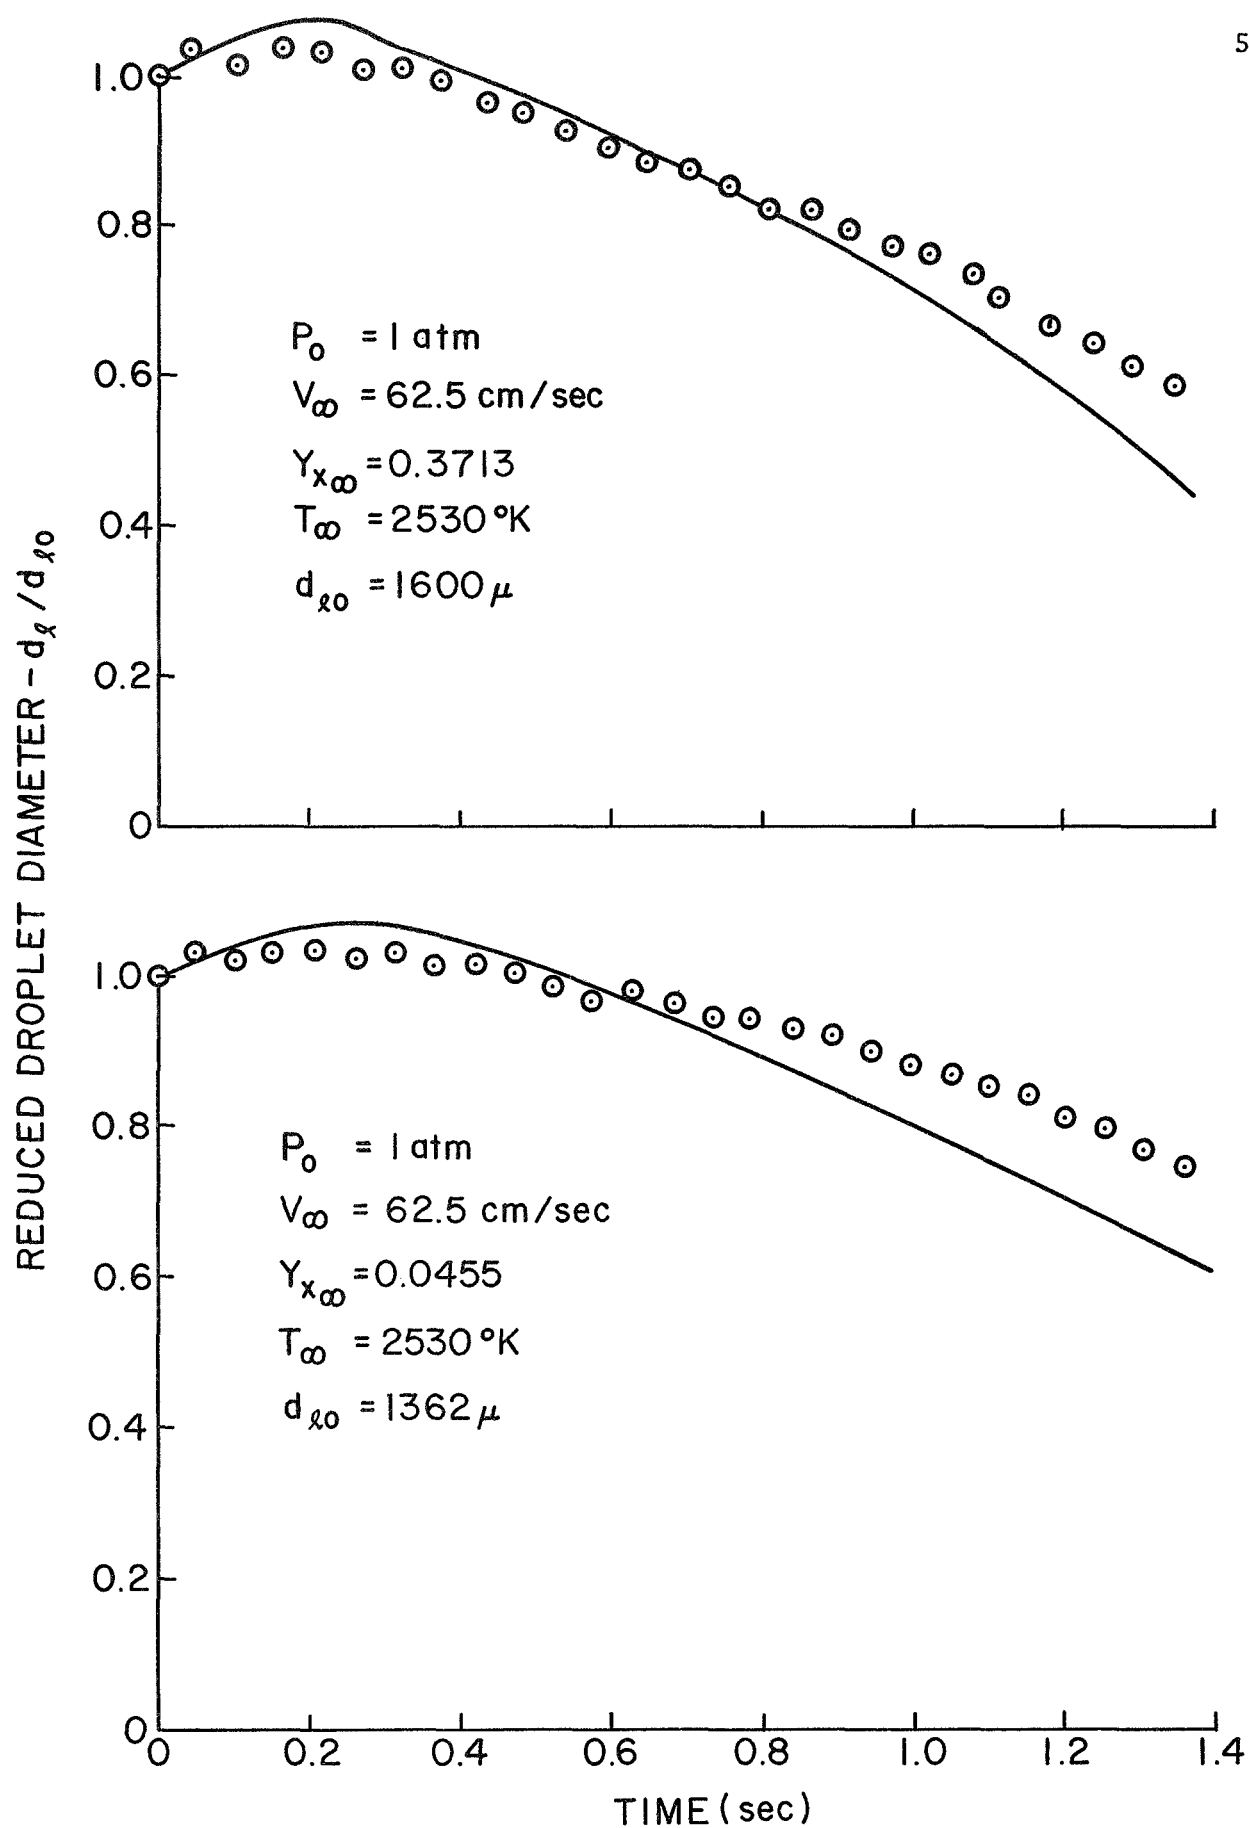 5
REDUCED DROPLET DIAMETER - dℓ/dℓ0
1.0
0.8
0.6
0.4
0.2
0
P0 = 1 atm
V∞ = 62.5 cm/sec
Yx∞ = 0.3713
T∞ = 2530 °K
dℓ0 = 1600 μ
1.0
0.8
0.6
0.4
0.2
0
P0 = 1 atm
V∞ = 62.5 cm/sec
Yx∞ = 0.0455
T∞ = 2530 °K
dℓ0 = 1362 μ
0 0.2 0.4 0.6 0.8 1.0 1.2 1.4
TIME (sec)